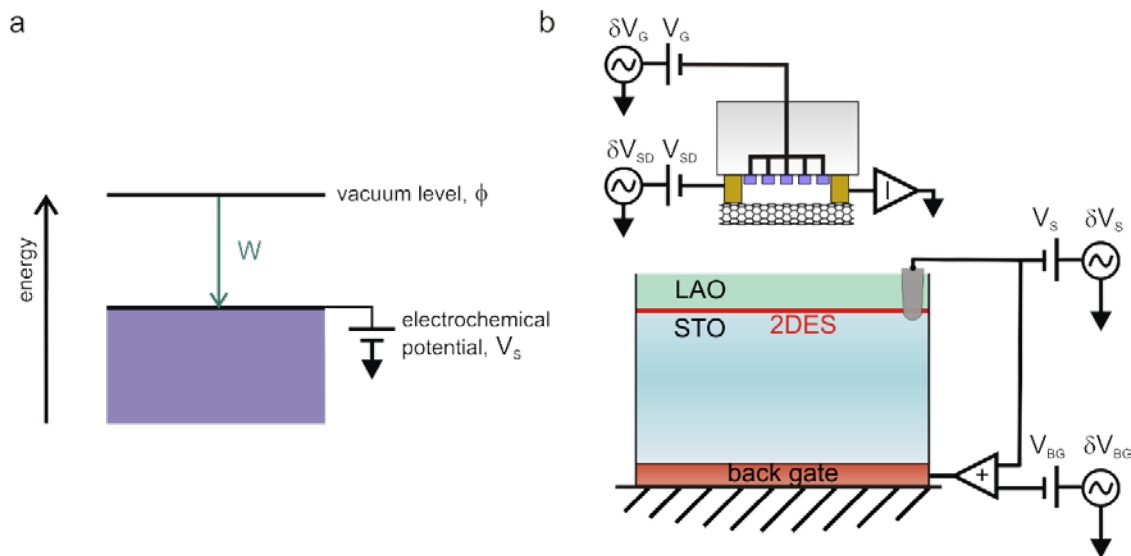 a
energy
vacuum level, ϕ
W
electrochemical
potential, V_S
b
δV_G V_G
δV_SD V_SD
I
V_S δV_S
LAO
STO 2DES
V_BG δV_BG
back gate
+